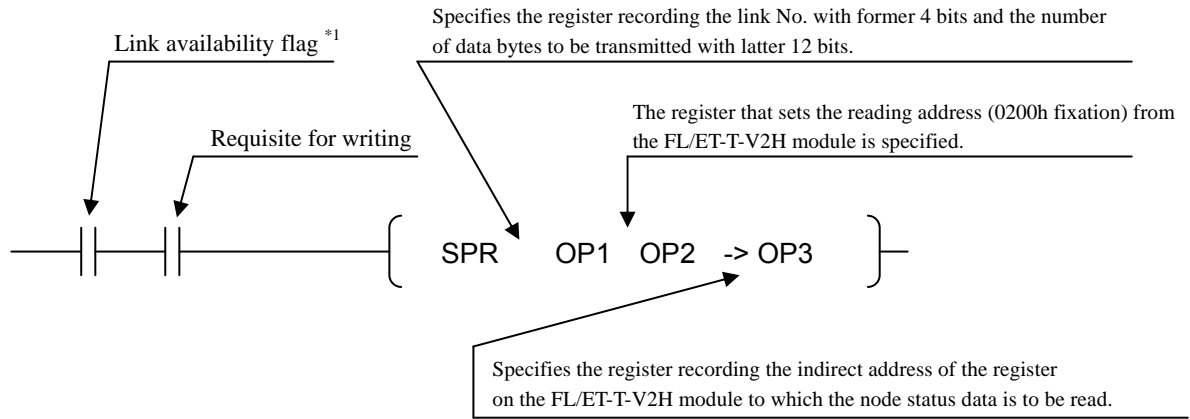 Specifies the register recording the link No. with former 4 bits and the number
of data bytes to be transmitted with latter 12 bits.
Link availability flag *1
The register that sets the reading address (0200h fixation) from
the FL/ET-T-V2H module is specified.
Requisite for writing
SPR OP1 OP2 -> OP3
Specifies the register recording the indirect address of the register
on the FL/ET-T-V2H module to which the node status data is to be read.